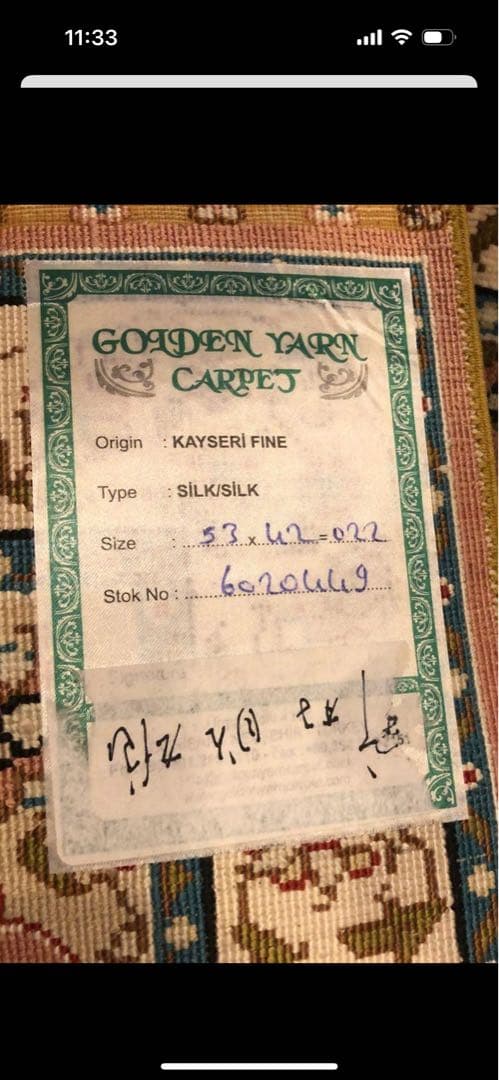 11:33
GOLDEN YARN
CARPET
Origin : KAYSERİ FINE
Type : SİLK/SİLK
Size : 53 x 42 = 022
Stok No : 6020449